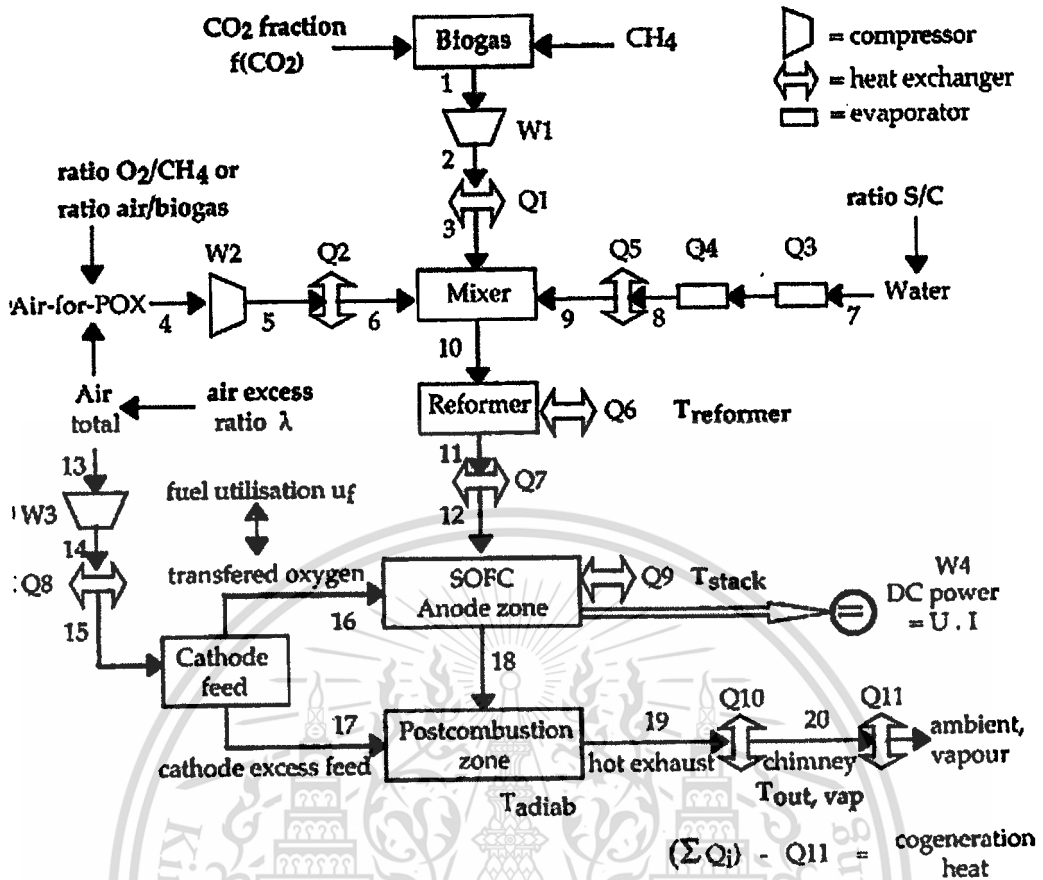 CO2 fraction
f(CO2)
Biogas
CH4
= compressor
= heat exchanger
= evaporator
1
W1
2
Q1
3
ratio O2/CH4 or
ratio air/biogas
ratio S/C
W2
Q2
Q5
Q4
Q3
Air-for-POX
4
5
6
Mixer
9
8
7
Water
10
Air
total
air excess
ratio λ
Reformer
Q6
Treformer
11
Q7
12
13
W3
14
Q8
15
fuel utilisation uf
transfered oxygen
16
SOFC
Anode zone
Q9
Tstack
W4
DC power
= U . I
Cathode
feed
18
17
cathode excess feed
Postcombustion
zone
Tadiab
19
hot exhaust
Q10
20
chimney
Tout, vap
Q11
ambient,
vapour
(Σ Qi) - Q11 = cogeneration
heat